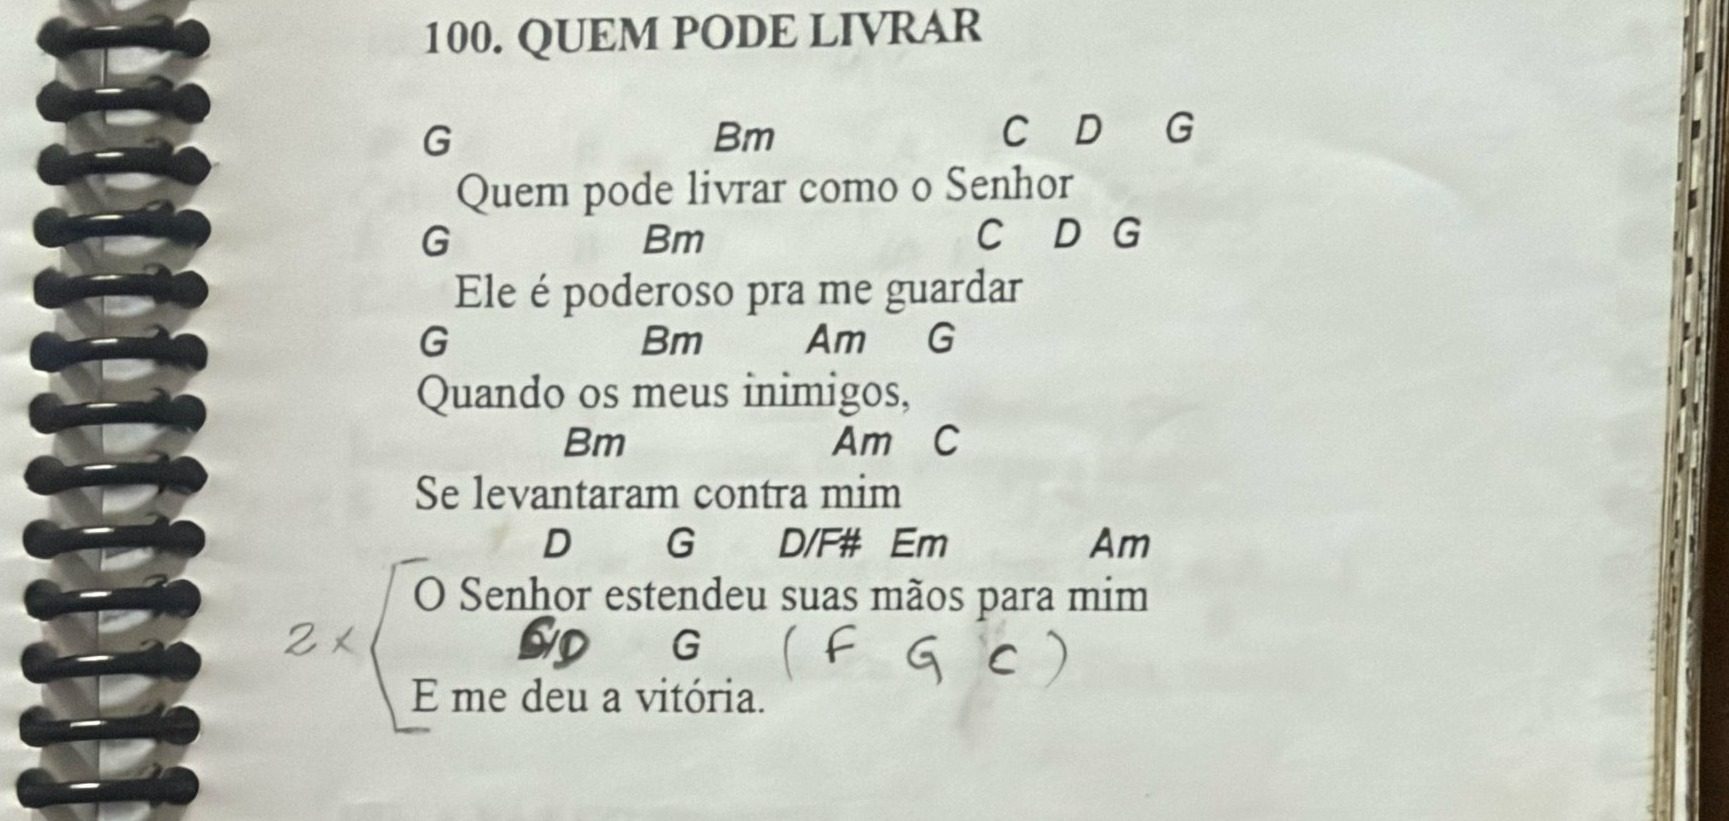 100. QUEM PODE LIVRAR
G Bm C D G
Quem pode livrar como o Senhor
G Bm C D G
Ele é poderoso pra me guardar
G Bm Am G
Quando os meus inimigos,
Bm Am C
Se levantaram contra mim
D G D/F# Em Am
O Senhor estendeu suas mãos para mim
2x
G ( F G C )
E me deu a vitória.